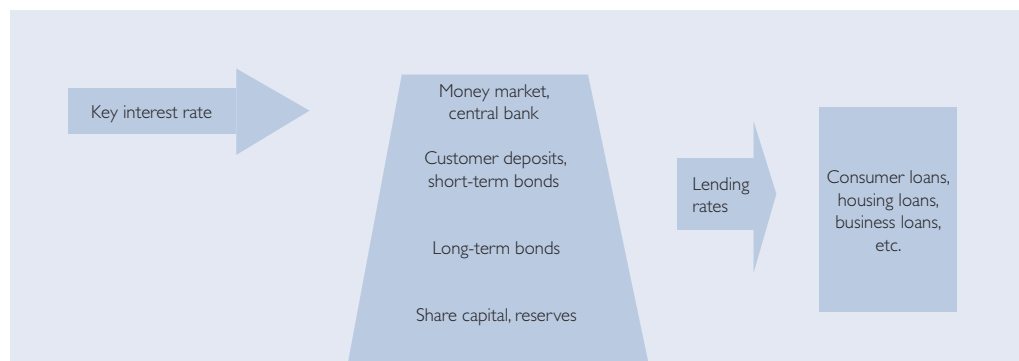 Key interest rate
Money market,
central bank
Customer deposits,
short-term bonds
Long-term bonds
Share capital, reserves
Lending
rates
Consumer loans,
housing loans,
business loans,
etc.